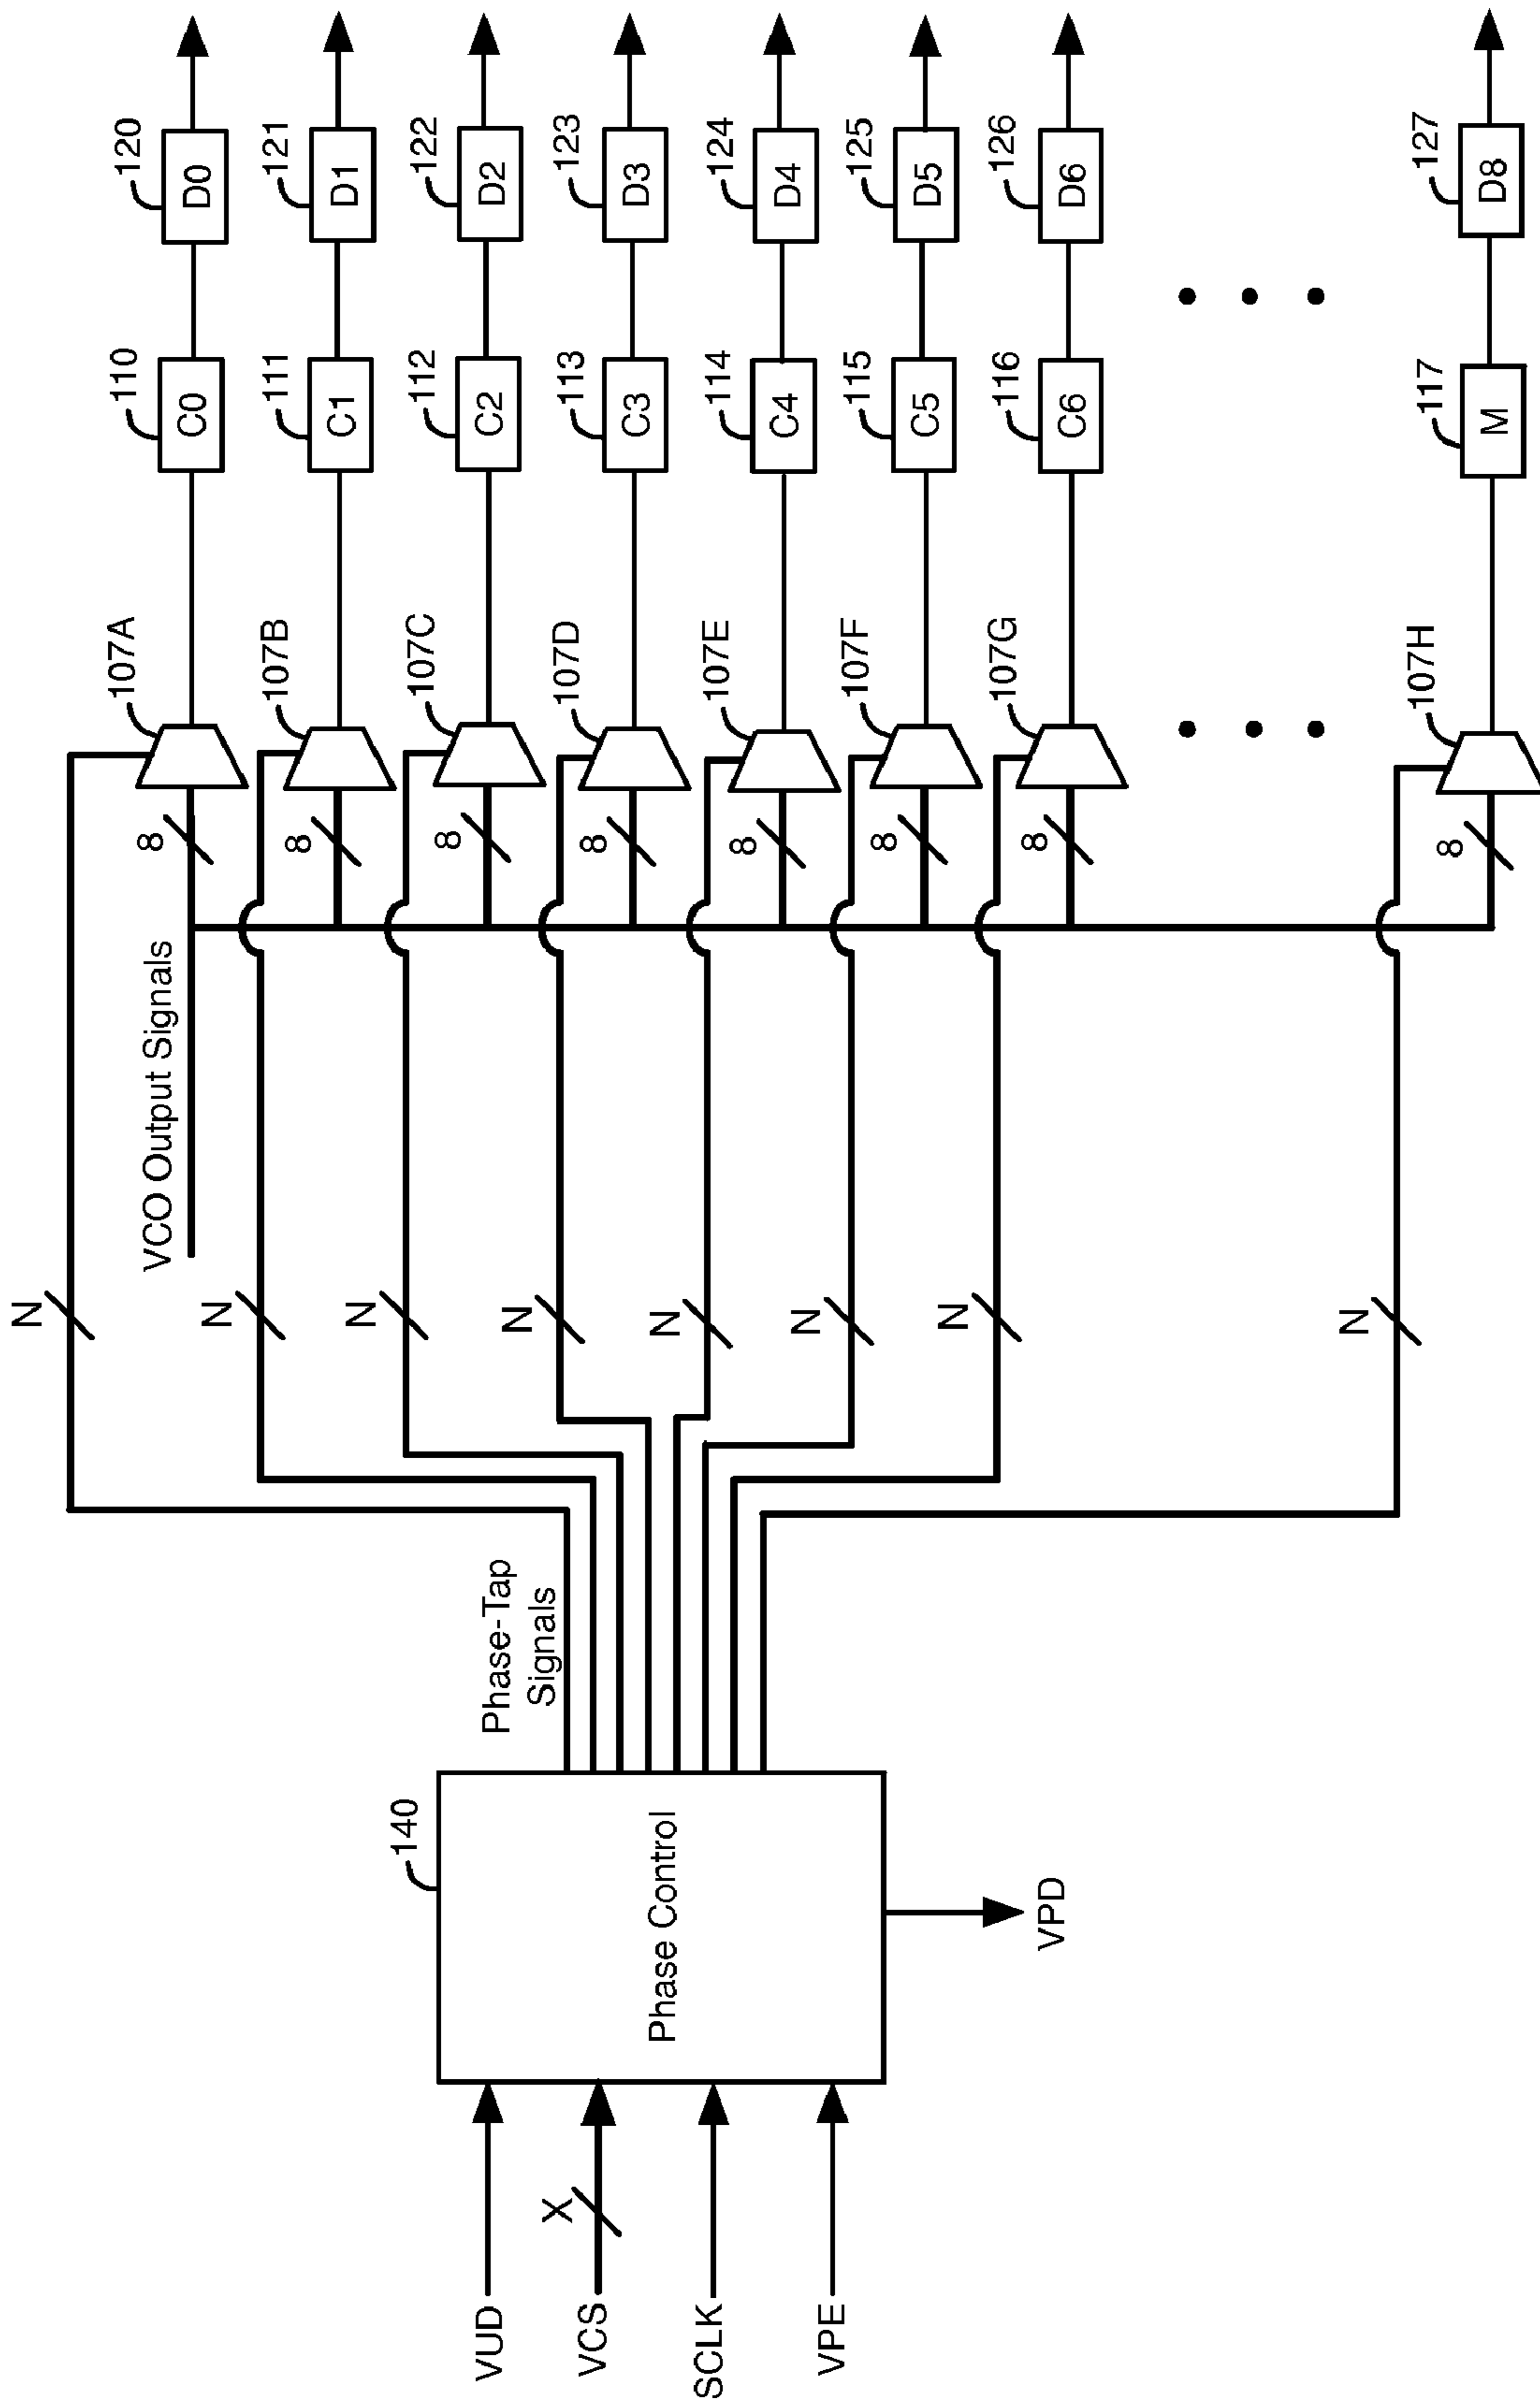 VUD
VCS
X
SCLK
VPE
140
Phase Control
VPD
Phase-Tap
Signals
VCO Output Signals
N
N
N
N
N
N
N
N
8
8
8
8
8
8
8
8
107A
107B
107C
107D
107E
107F
107G
107H
110
C0
111
C1
112
C2
113
C3
114
C4
115
C5
116
C6
117
M
120
D0
121
D1
122
D2
123
D3
124
D4
125
D5
126
D6
127
D8